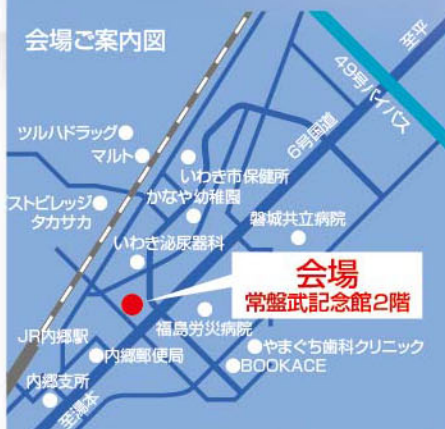 会場ご案内図
至平
49号バイパス
6号国道
ツルハドラッグ
マルト
いわき市保健所
かなや幼稚園
ストビレッジ
タカサカ
磐城共立病院
いわき泌尿器科
会場
常盤武記念館2階
JR内郷駅
福島労災病院
内郷郵便局
やまぐち歯科クリニック
BOOKACE
内郷支所
至湯本